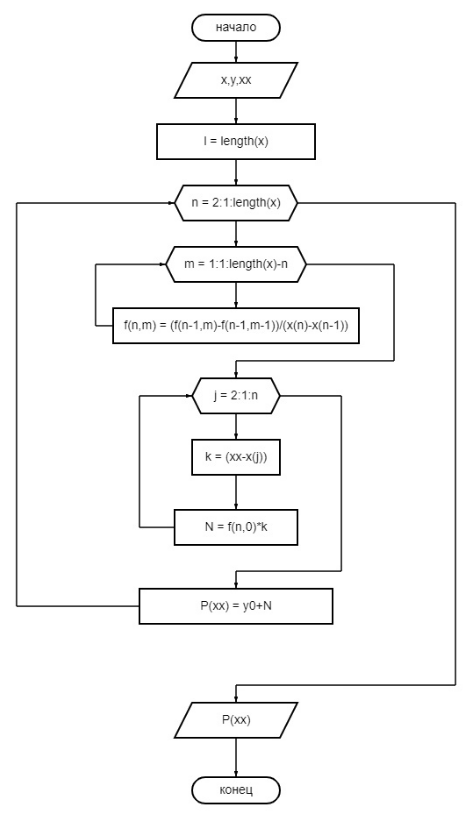 начало
x,y,xx
l = length(x)
n = 2:1:length(x)
m = 1:1:length(x)-n
f(n,m) = (f(n-1,m)-f(n-1,m-1))/(x(n)-x(n-1))
j = 2:1:n
k = (xx-x(j))
N = f(n,0)*k
P(xx) = y0+N
P(xx)
конец